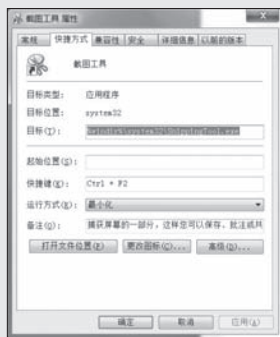 截图工具 属性
常规 快捷方式 兼容性 安全 详细信息 以前的版本
截图工具
目标类型: 应用程序
目标位置: system32
目标(T): %windir%\system32\SnippingTool.exe
起始位置(S):
快捷键(K): Ctrl + F2
运行方式(R): 最小化
备注(O): 捕获屏幕的一部分，这样您可以保存、批注或共
打开文件位置(F) 更改图标(C)... 高级(D)...
确定 取消 应用(A)